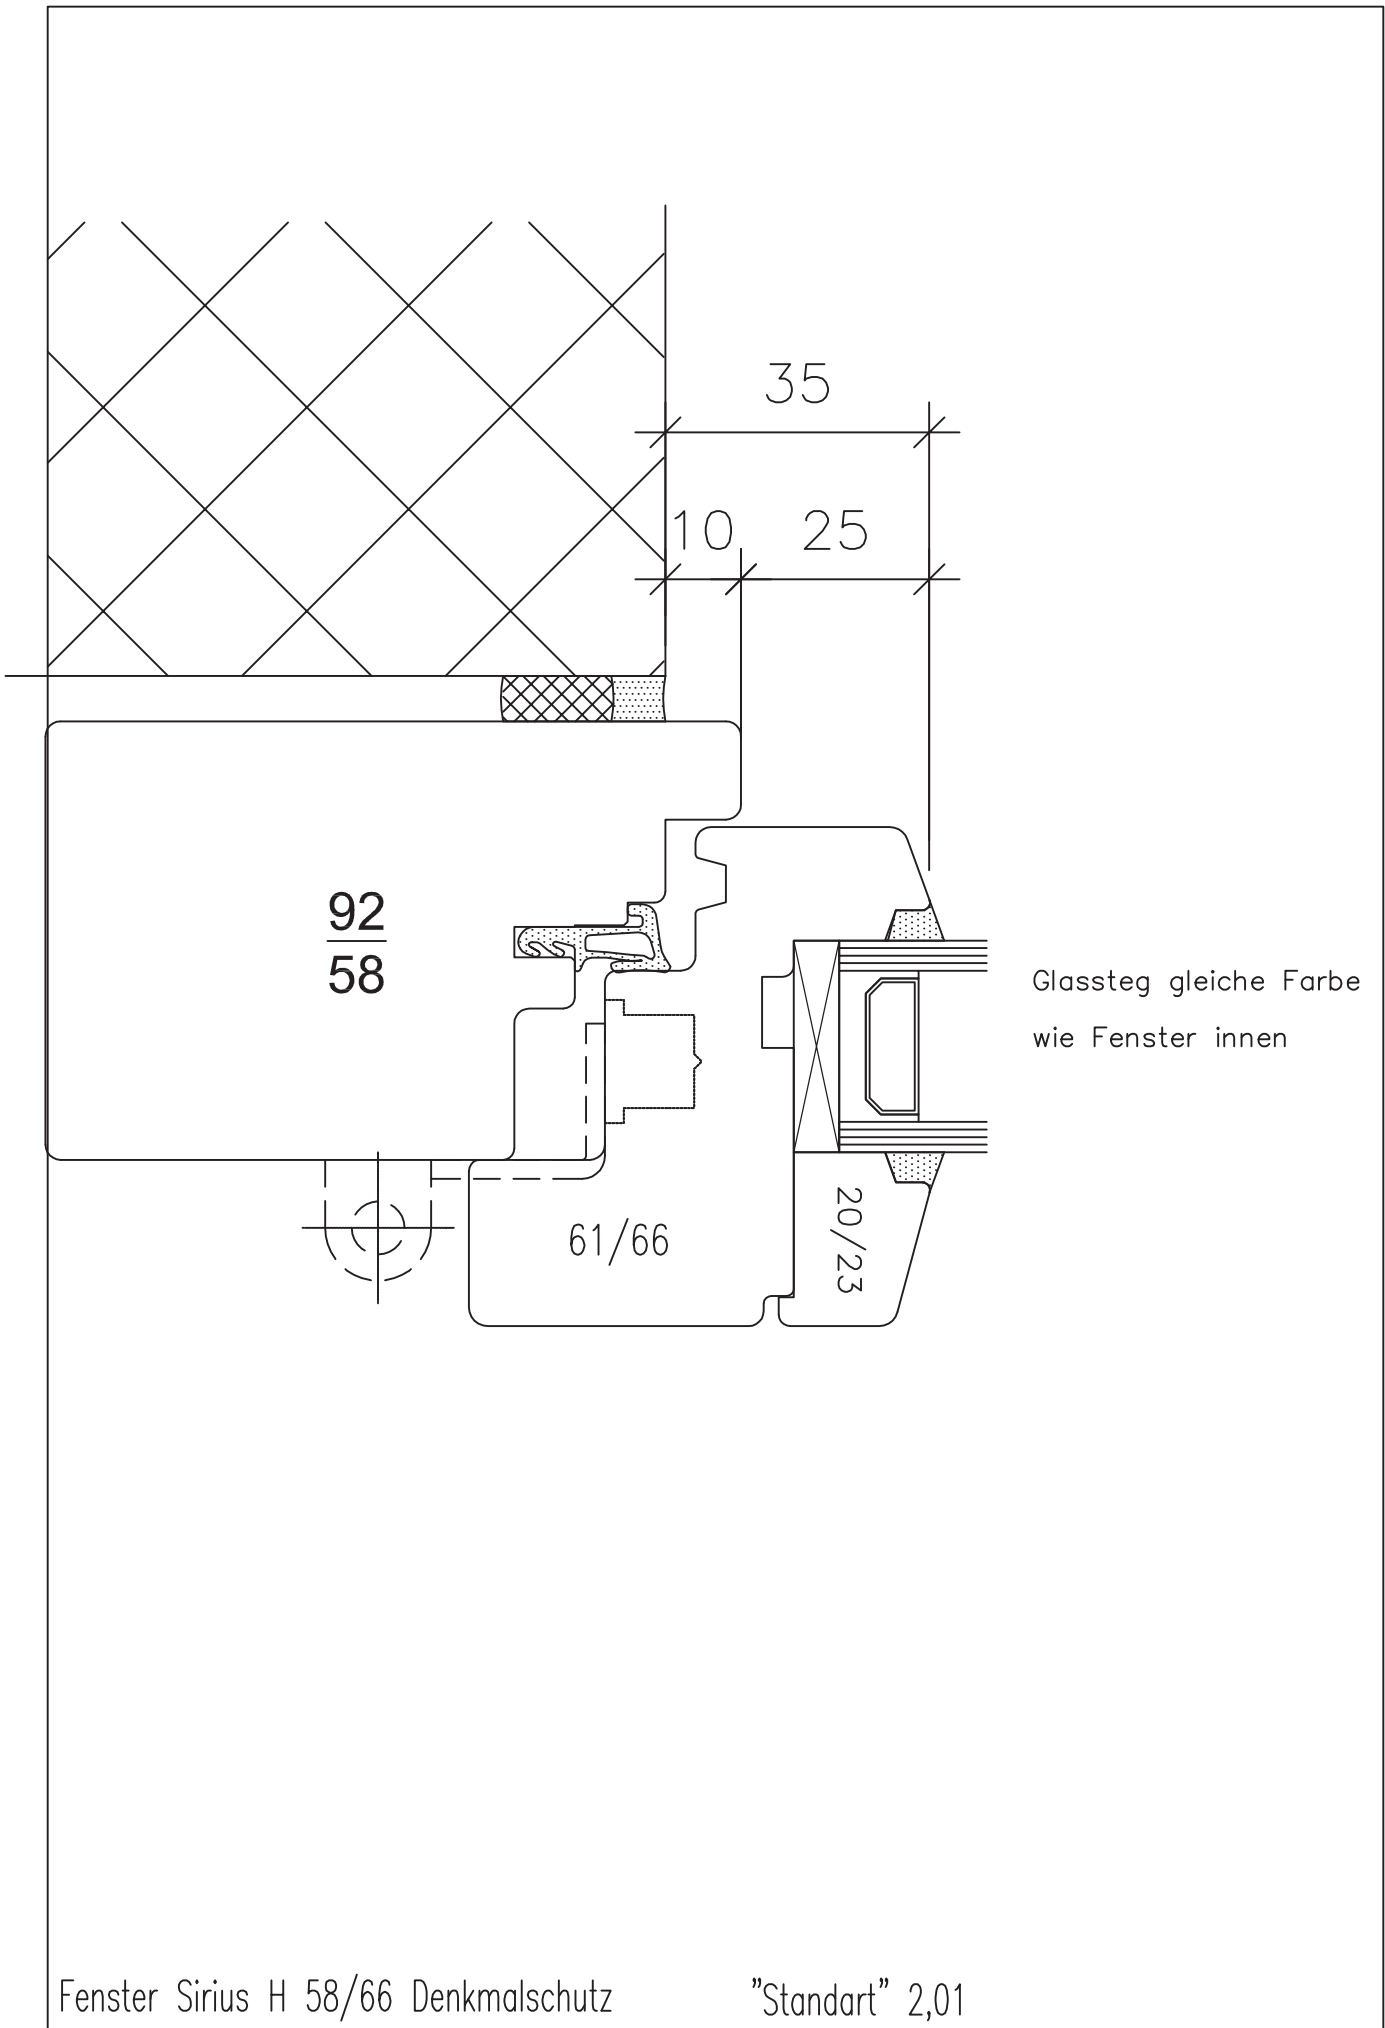 35
10 25
92
58
Glassteg gleiche Farbe
wie Fenster innen
61/66
20/23
Fenster Sirius H 58/66 Denkmalschutz "Standart" 2,01